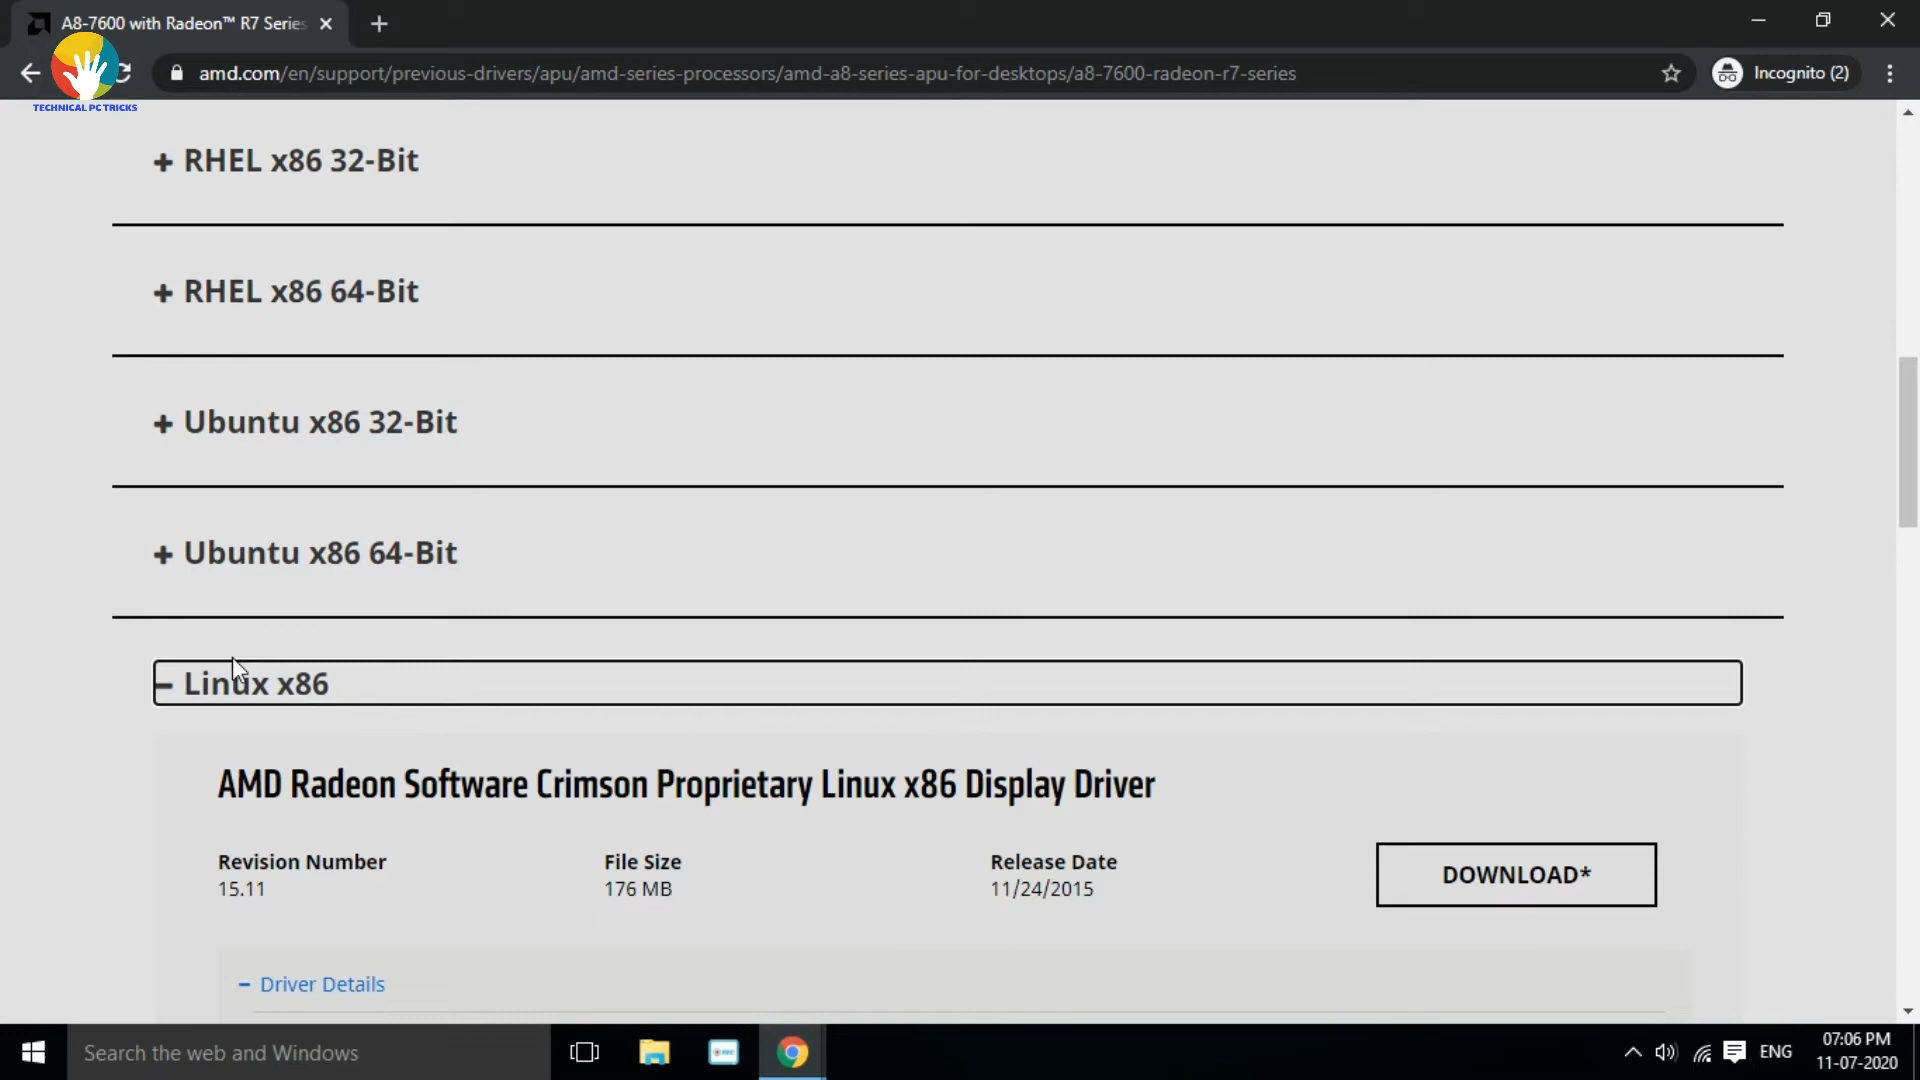 A8-7600 with Radeon™ R7 Series
amd.com/en/support/previous-drivers/apu/amd-series-processors/amd-a8-series-apu-for-desktops/a8-7600-radeon-r7-series
Incognito (2)
TECHNICAL PC TRICKS
+ RHEL x86 32-Bit
+ RHEL x86 64-Bit
+ Ubuntu x86 32-Bit
+ Ubuntu x86 64-Bit
− Linux x86
AMD Radeon Software Crimson Proprietary Linux x86 Display Driver
Revision Number
15.11
File Size
176 MB
Release Date
11/24/2015
DOWNLOAD*
− Driver Details
Search the web and Windows
ENG
07:06 PM
11-07-2020